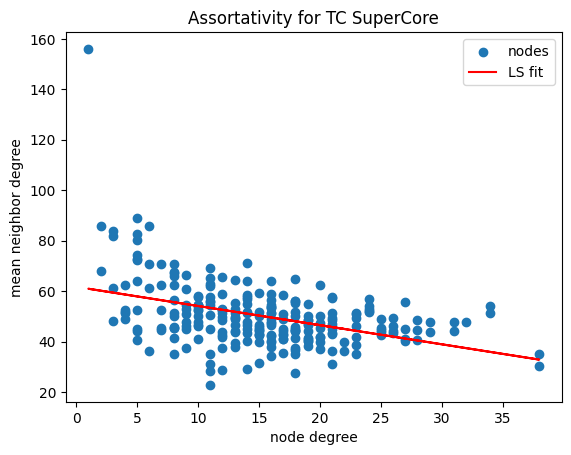 Assortativity for TC SuperCore
160
140
120
100
80
60
40
20
mean neighbor degree
nodes
LS fit
0 5 10 15 20 25 30 35
node degree